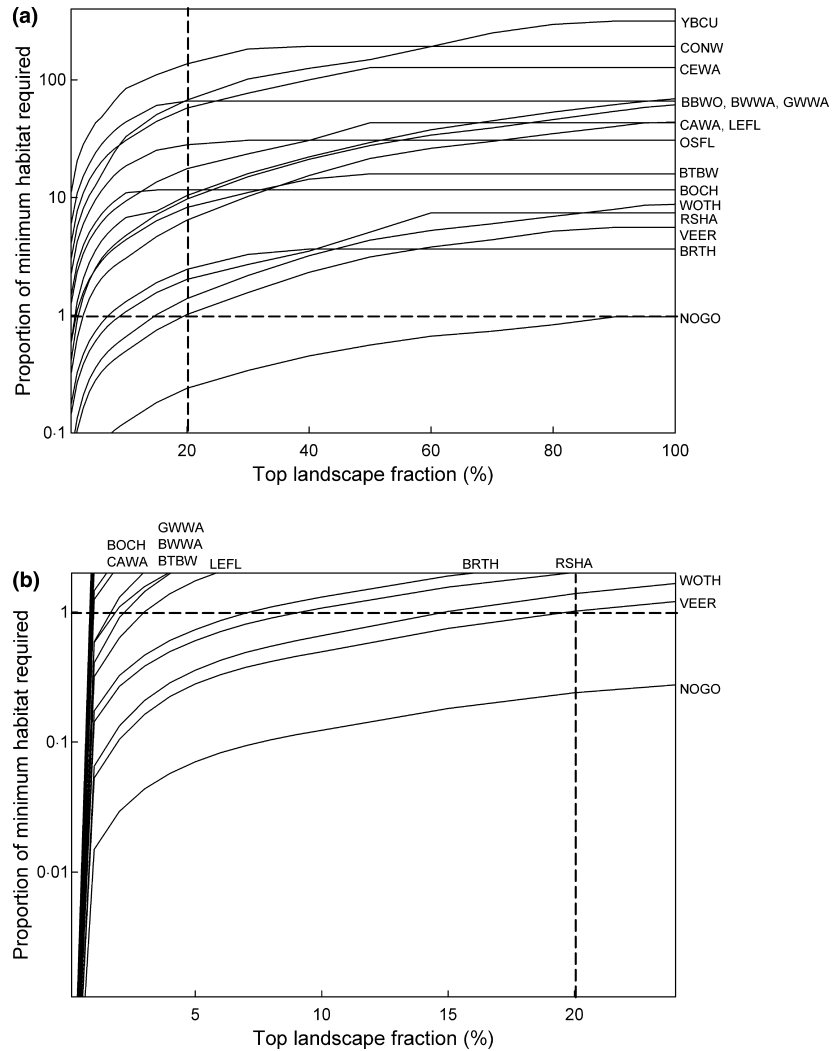 (a)
Proportion of minimum habitat required
100
10
1
0·1
20
40
60
80
100
Top landscape fraction (%)
YBCU
CONW
CEWA
BBWO, BWWA, GWWA
CAWA, LEFL
OSFL
BTBW
BOCH
WOTH
RSHA
VEER
BRTH
NOGO
(b)
BOCH
CAWA
GWWA
BWWA
BTBW
LEFL
BRTH
RSHA
WOTH
VEER
NOGO
Proportion of minimum habitat required
1
0·1
0·01
5
10
15
20
Top landscape fraction (%)